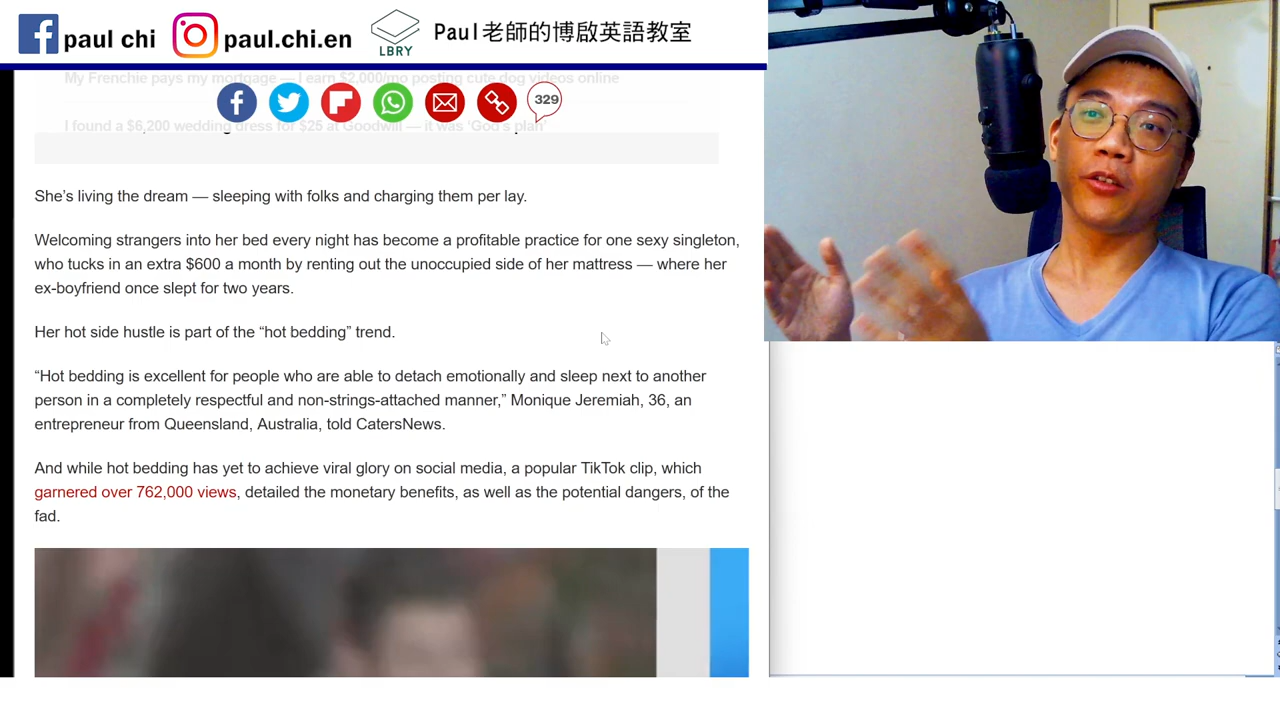 paul chi paul.chi.en LBRY Paul老師的博啟英語教室
My Frenchie pays my mortgage — I earn $2,000/mo posting cute dog videos online
329
I found a $6,200 wedding dress for $25 at Goodwill — it was 'God's plan'
She's living the dream — sleeping with folks and charging them per lay.
Welcoming strangers into her bed every night has become a profitable practice for one sexy singleton,
who tucks in an extra $600 a month by renting out the unoccupied side of her mattress — where her
ex-boyfriend once slept for two years.
Her hot side hustle is part of the “hot bedding” trend.
“Hot bedding is excellent for people who are able to detach emotionally and sleep next to another
person in a completely respectful and non-strings-attached manner,” Monique Jeremiah, 36, an
entrepreneur from Queensland, Australia, told CatersNews.
And while hot bedding has yet to achieve viral glory on social media, a popular TikTok clip, which
garnered over 762,000 views, detailed the monetary benefits, as well as the potential dangers, of the
fad.